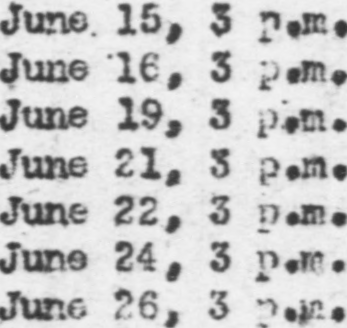 June 15, 3 p.m.
June 16, 3 p.m.
June 19, 3 p.m.
June 21, 3 p.m.
June 22, 3 p.m.
June 24, 3 p.m.
June 26, 3 p.m.